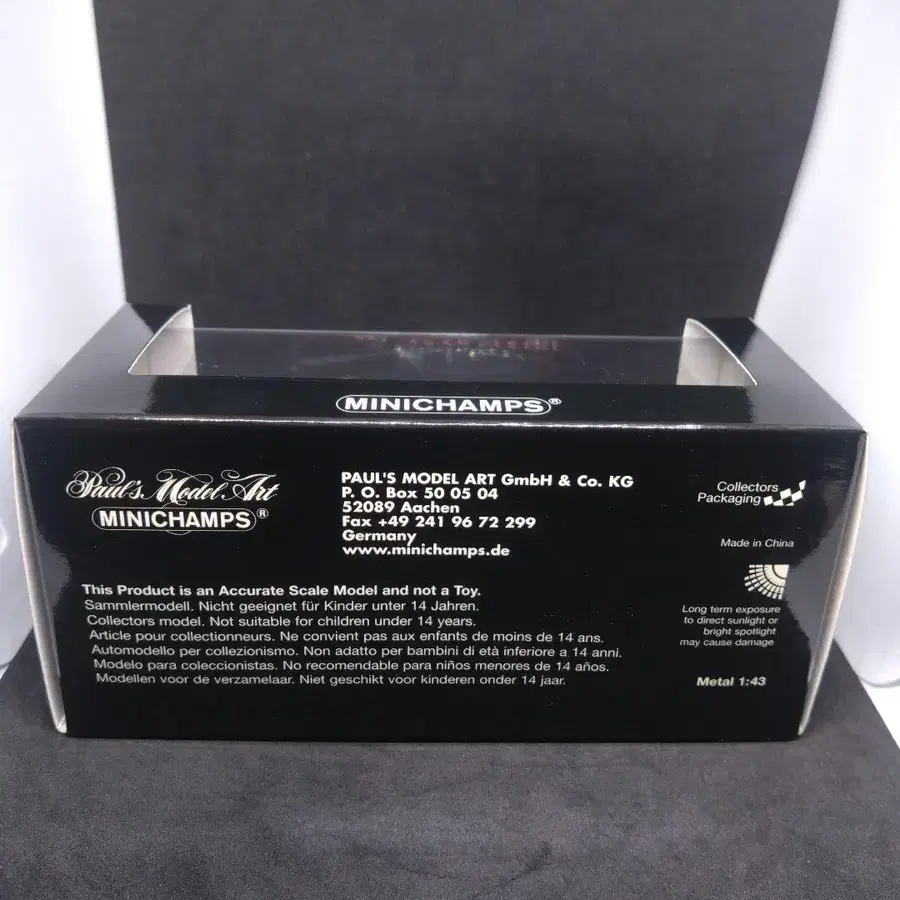 MINICHAMPS®
Paul's Model Art
MINICHAMPS®
PAUL'S MODEL ART GmbH & Co. KG
P. O. Box 50 05 04
52089 Aachen
Fax +49 241 96 72 299
Germany
www.minichamps.de
Collectors
Packaging
Made in China
Long term exposure
to direct sunlight or
bright spotlight
may cause damage
Metal 1:43
This Product is an Accurate Scale Model and not a Toy.
Sammlermodell. Nicht geeignet für Kinder unter 14 Jahren.
Collectors model. Not suitable for children under 14 years.
Article pour collectionneurs. Ne convient pas aux enfants de moins de 14 ans.
Automodello per collezionismo. Non adatto per bambini di età inferiore a 14 anni.
Modelo para coleccionistas. No recomendable para niños menores de 14 años.
Modellen voor de verzamelaar. Niet geschikt voor kinderen onder 14 jaar.